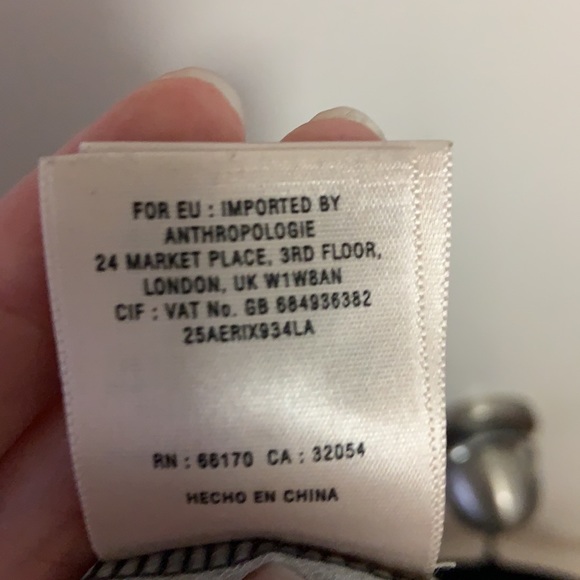 FOR EU : IMPORTED BY
ANTHROPOLOGIE
24 MARKET PLACE, 3RD FLOOR,
LONDON, UK W1W8AN
CIF : VAT No. GB 684936382
25AERIX934LA
RN : 66170 CA : 32054
HECHO EN CHINA